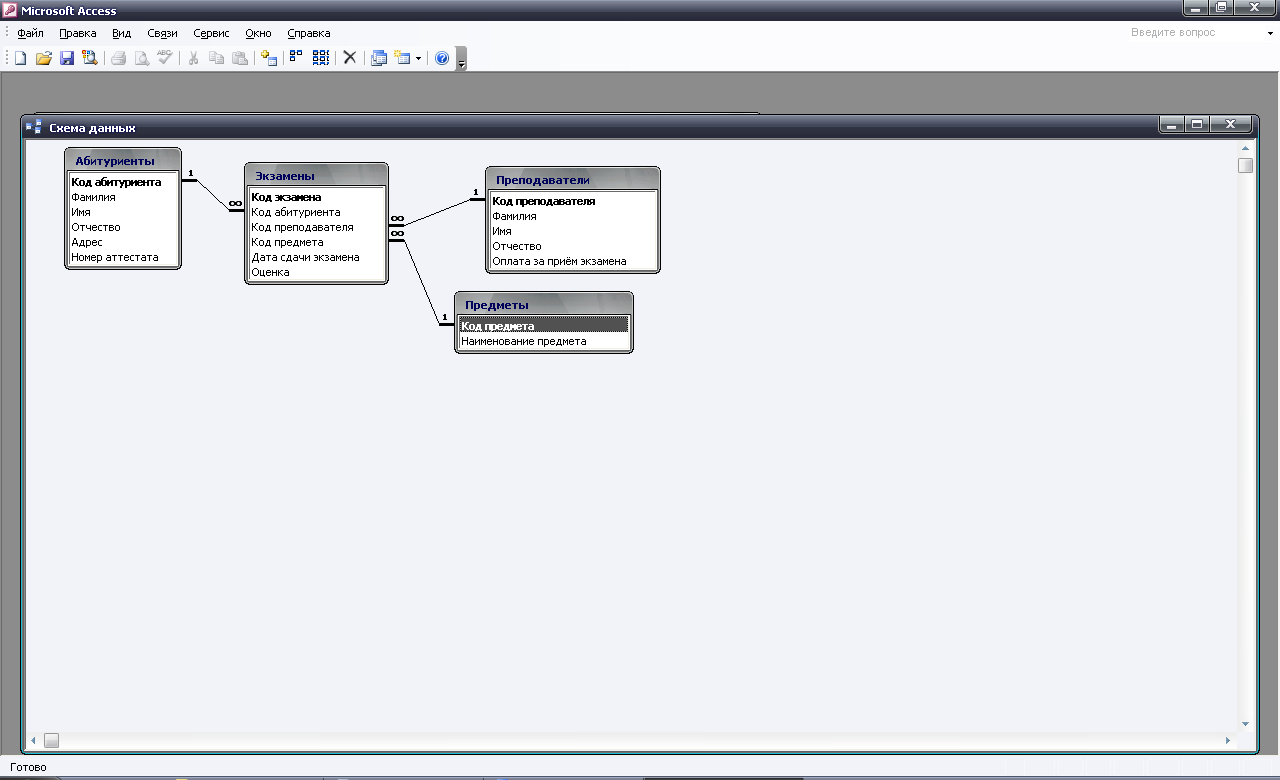 Microsoft Access
Файл Правка Вид Связи Сервис Окно Справка Введите вопрос
Схема данных
Абитуриенты
Код абитуриента
Фамилия
Имя
Отчество
Адрес
Номер аттестата
1
∞
Экзамены
Код экзамена
Код абитуриента
Код преподавателя
Код предмета
Дата сдачи экзамена
Оценка
∞
∞
1
1
Преподаватели
Код преподавателя
Фамилия
Имя
Отчество
Оплата за приём экзамена
Предметы
Код предмета
Наименование предмета
Готово